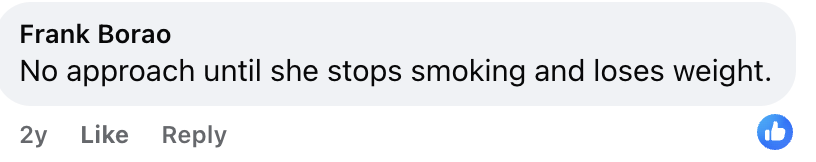 Frank Borao
No approach until she stops smoking and loses weight.
2y Like Reply